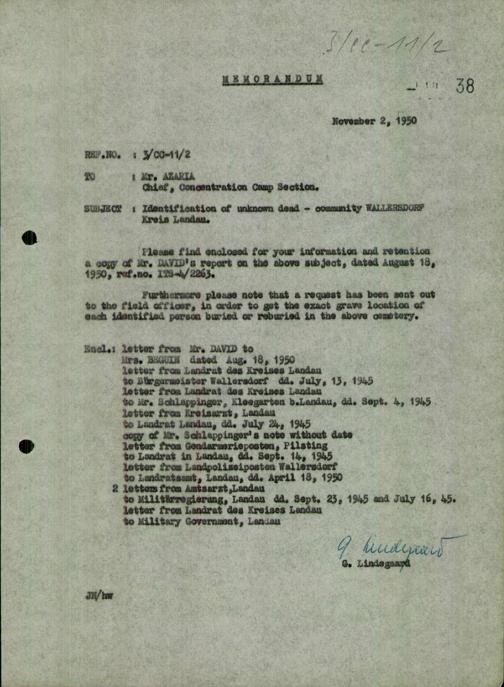 3/CC-11/2
MEMORANDUM
38
November 2, 1950
REF.NO. : 3/CC-11/2
TO : Mr. AZARIA
Chief, Concentration Camp Section.
SUBJECT : Identification of unknown dead - community WALLERSDORF
Kreis Landau.
Please find enclosed for your information and retention
a copy of Mr. DAVID's report on the above subject, dated August 18,
1950, ref.no. ITS-4/2263.
Furthermore please note that a request has been sent out
to the field officer, in order to get the exact grave location of
each identified person buried or reburied in the above cemetery.
Encl.: letter from Mr. DAVID to
Mrs. BEGUIN dated Aug. 18, 1950
letter from Landrat des Kreises Landau
to Bürgermeister Wallersdorf dd. July, 13, 1945
letter from Landrat des Kreises Landau
to Mr. Schlappinger, Kleegarten b.Landau, dd. Sept. 4, 1945
letter from Kreisarzt, Landau
to Landrat Landau, dd. July 24, 1945
copy of Mr. Schlappinger's note without date
letter from Gendarmerieposten, Pilsting
to Landrat in Landau, dd. Sept. 14, 1945
letter from Landpolizeiposten Wallersdorf
to Landratsamt, Landau, dd. April 18, 1950
2 letters from Amtsarzt,Landau
to Militärregierung, Landau dd. Sept. 23, 1945 and July 16, 45.
letter from Landrat des Kreises Landau
to Military Government, Landau
G. Lindegaard
G. Lindegaard
JH/hw